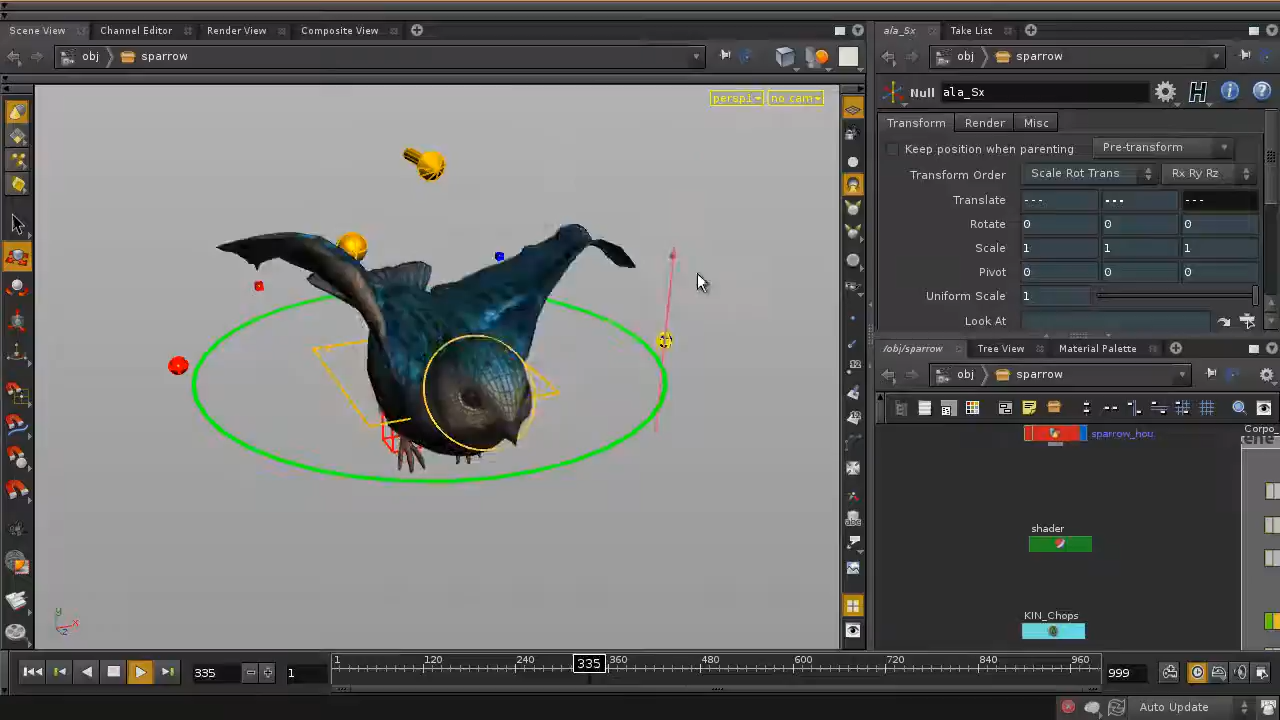 Scene View Channel Editor Render View Composite View
obj sparrow
persp1 no cam
ala_Sx Take List
obj sparrow
Null ala_Sx
Transform Render Misc
Keep position when parenting Pre-transform
Transform Order Scale Rot Trans Rx Ry Rz
Translate --- --- ---
Rotate 0 0 0
Scale 1 1 1
Pivot 0 0 0
Uniform Scale 1
Look At
/obj/sparrow Tree View Material Palette
obj sparrow
sparrow_hou
Corpo_
shader
KIN_Chops
y x z
335 1
1 120 240 335 360 480 600 720 840 960
999
Auto Update